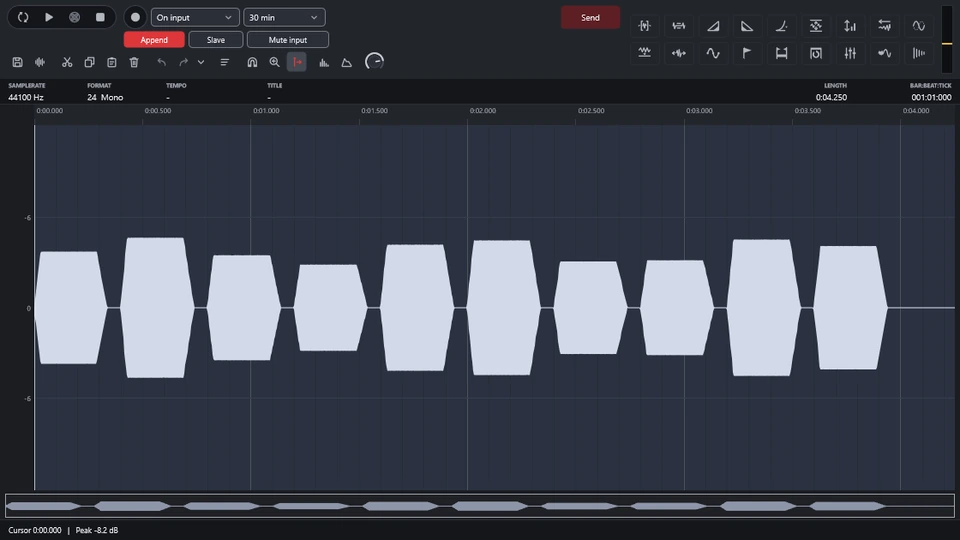 On input 30 min Send
Append Slave Mute input
SAMPLERATE FORMAT TEMPO TITLE LENGTH BAR:BEAT:TICK
44100 Hz 24 Mono - - 0:04.250 001:01:000
0:00.000 0:00.500 0:01.000 0:01.500 0:02.000 0:02.500 0:03.000 0:03.500 0:04.000
-6
0
-6
Cursor 0:00.000 | Peak -8.2 dB